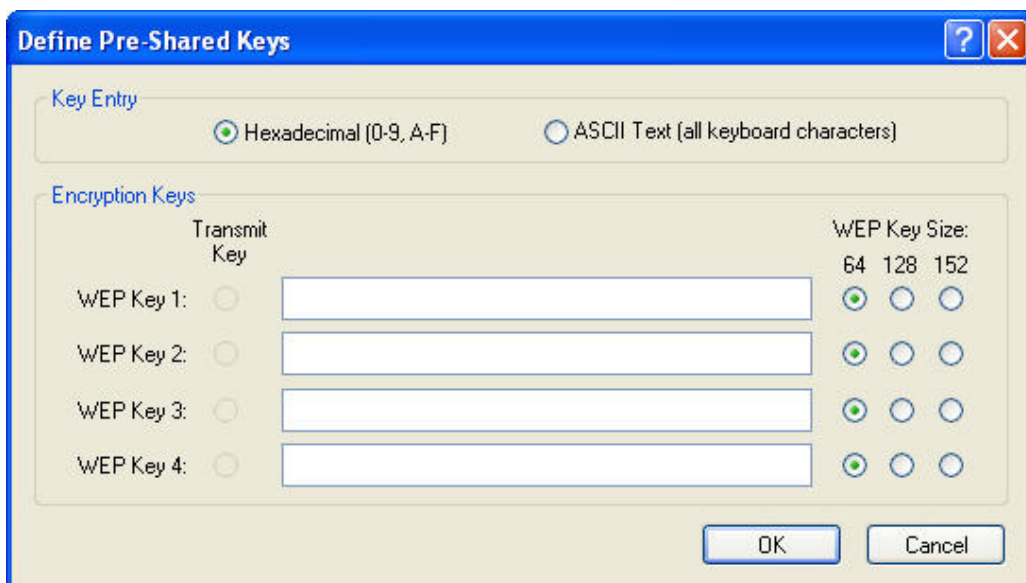 Define Pre-Shared Keys
Key Entry
Hexadecimal (0-9, A-F) ASCII Text (all keyboard characters)
Encryption Keys
Transmit WEP Key Size:
Key
64 128 152
WEP Key 1:
WEP Key 2:
WEP Key 3:
WEP Key 4:
OK Cancel